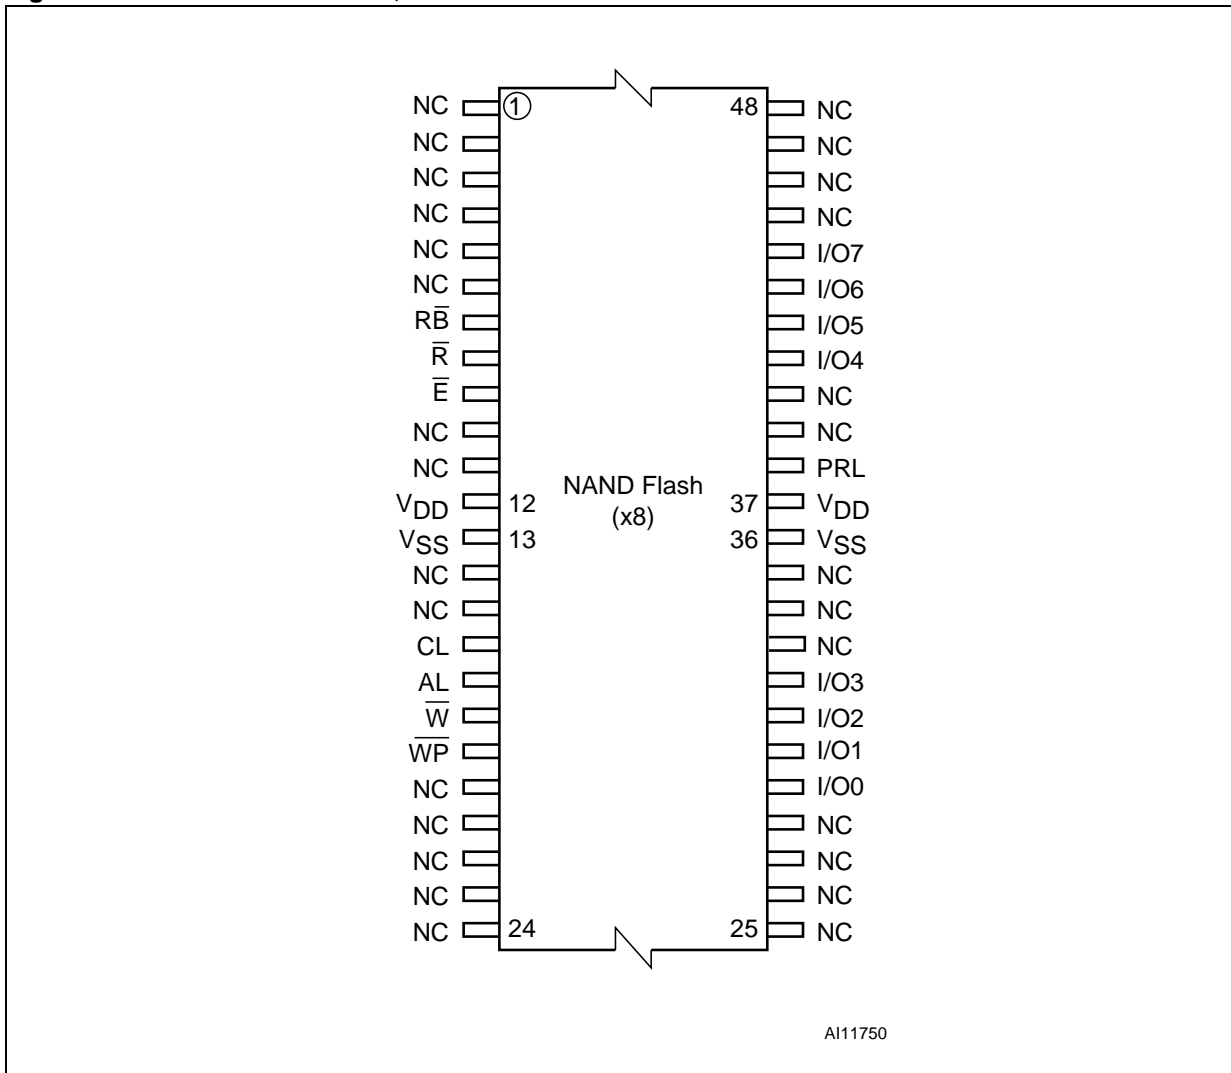 NC 1 48 NC
NC NC
NC NC
NC NC
NC I/O7
NC I/O6
RB̅ I/O5
R̅ I/O4
E̅ NC
NC NC
NC PRL
NAND Flash
(x8)
VDD 12 37 VDD
VSS 13 36 VSS
NC NC
NC NC
CL NC
AL I/O3
W̅ I/O2
W̅P̅ I/O1
NC I/O0
NC NC
NC NC
NC NC
NC 24 25 NC
AI11750